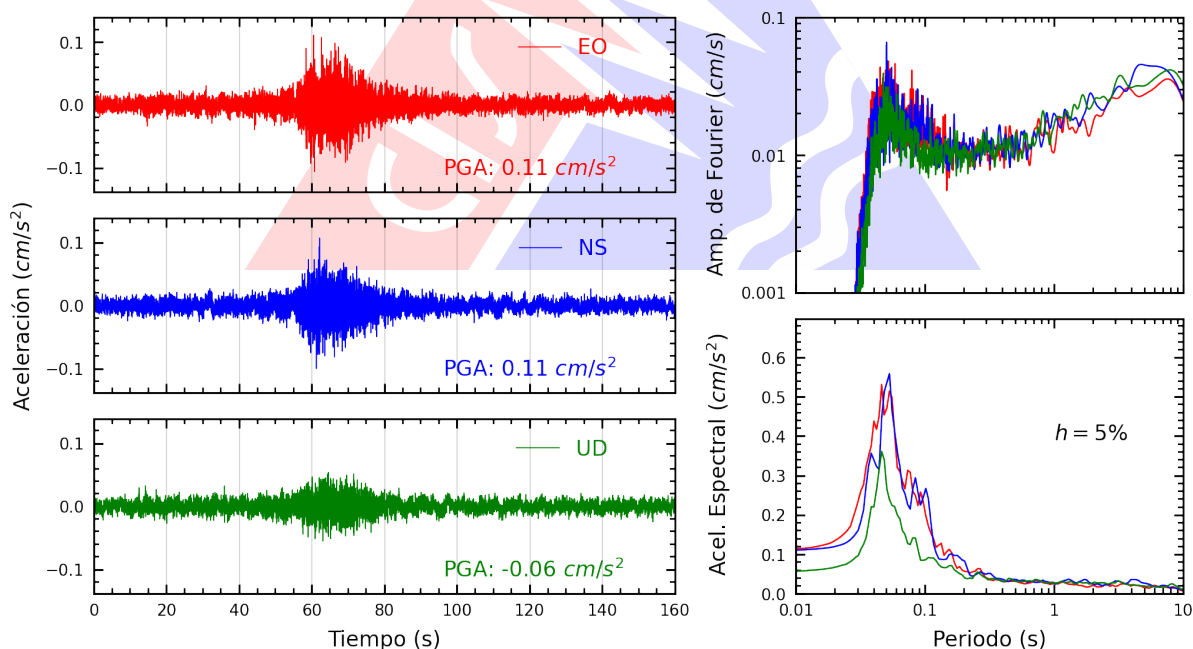 Aceleración (cm/s²)
0.1
0.0
−0.1
EO
PGA: 0.11 cm/s²
0.1
0.0
−0.1
NS
PGA: 0.11 cm/s²
0.1
0.0
−0.1
UD
PGA: -0.06 cm/s²
0 20 40 60 80 100 120 140 160
Tiempo (s)
Amp. de Fourier (cm/s)
0.1
0.01
0.001
Acel. Espectral (cm/s²)
0.6
0.5
0.4
0.3
0.2
0.1
0.0
h = 5%
0.01 0.1 1 10
Periodo (s)